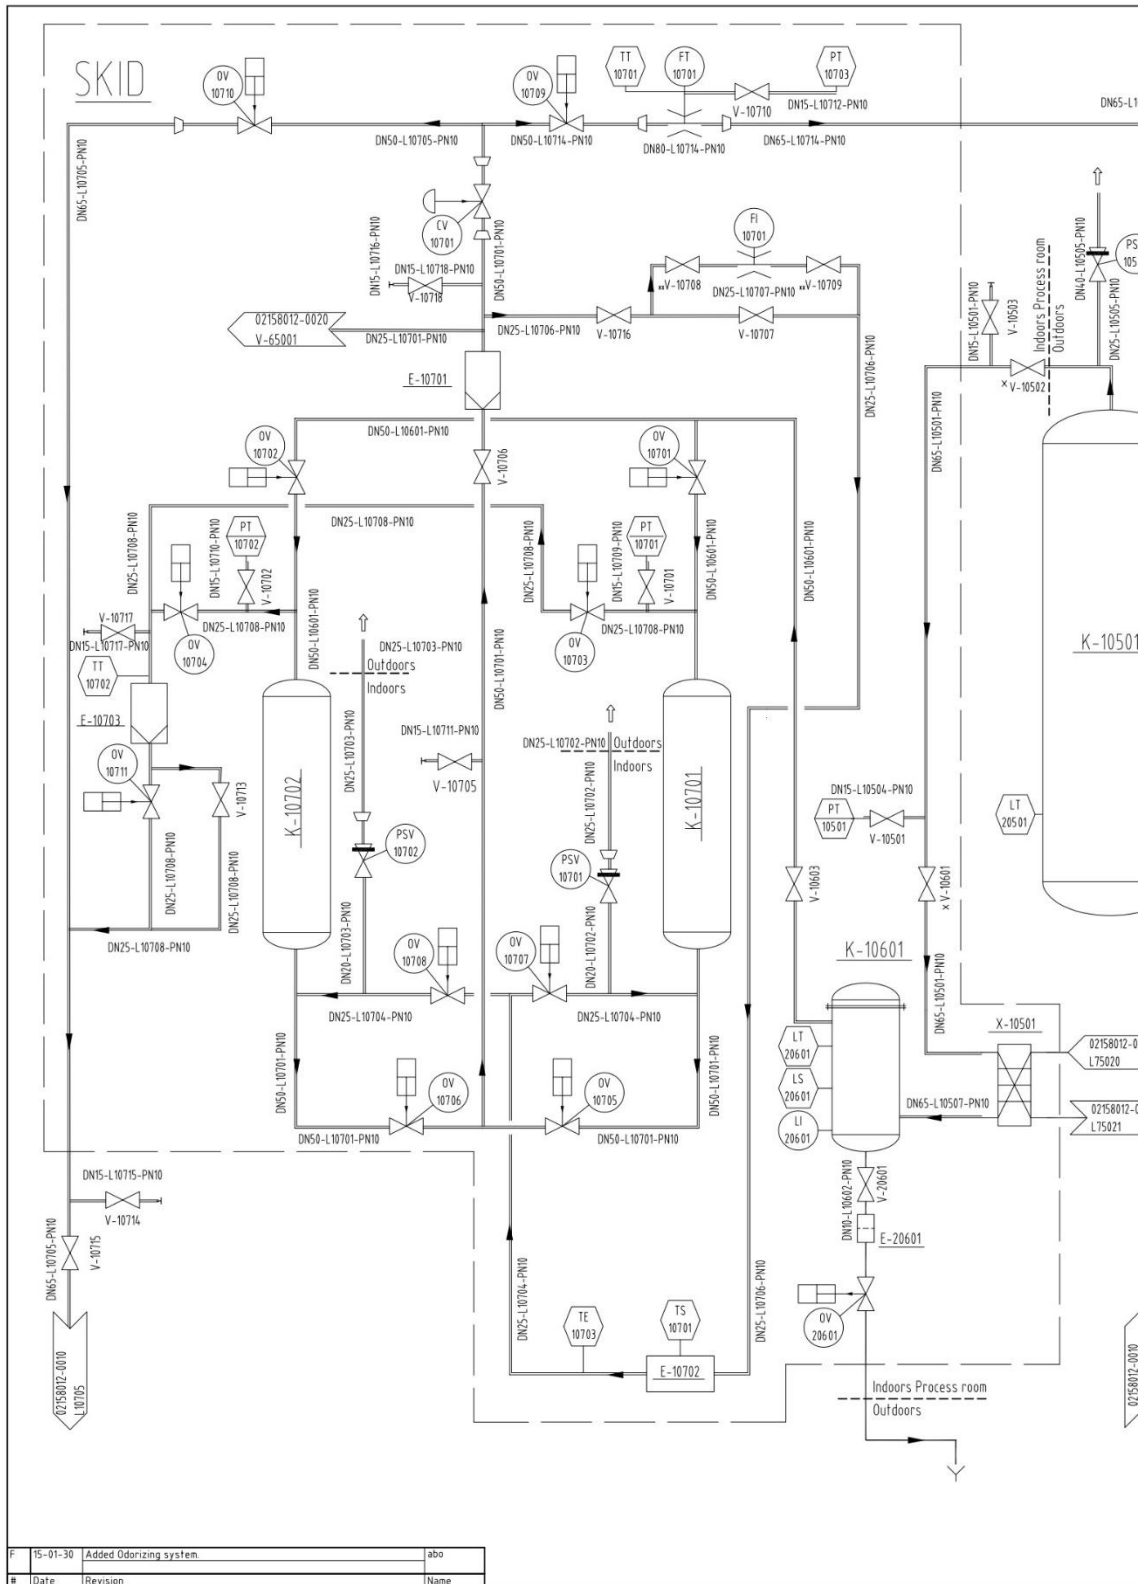 SKID
OV
10710
OV
10709
TT
10701
FT
10701
PT
10703
DN15-L10712-PN10
V-10710
DN50-L10705-PN10
DN50-L10714-PN10
DN80-L10714-PN10
DN65-L10714-PN10
DN65-L10705-PN10
CV
10701
DN50-L10701-PN10
DN15-L10716-PN10
DN15-L10718-PN10
V-10718
FI
10701
V-10708
DN25-L10707-PN10
V-10709
02158012-0020
V-65001
DN25-L10701-PN10
DN25-L10706-PN10
V-10716
V-10707
DN25-L10706-PN10
DN40-L10505-PN10
DN25-L10505-PN10
DN15-L10501-PN10
V-10503
Indoors Process room
Outdoors
x V-10502
DN65-L10501-PN10
E-10701
DN50-L10601-PN10
OV
10702
V-10706
OV
10701
DN25-L10708-PN10
DN25-L10708-PN10
PT
10702
DN15-L10710-PN10
V-10702
DN25-L10708-PN10
DN15-L10709-PN10
PT
10701
V-10701
DN50-L10601-PN10
DN50-L10601-PN10
V-10717
DN15-L10717-PN10
OV
10704
DN25-L10708-PN10
DN50-L10601-PN10
DN25-L10703-PN10
Outdoors
Indoors
DN50-L10701-PN10
OV
10703
DN25-L10708-PN10
TT
10702
E-10703
OV
10711
V-10713
K-10702
DN25-L10703-PN10
DN15-L10711-PN10
V-10705
DN25-L10702-PN10
Outdoors
Indoors
DN25-L10702-PN10
K-10701
K-10501
LT
20501
DN15-L10504-PN10
PT
10501
V-10501
PSV
10702
PSV
10701
V-10603
x V-10601
DN25-L10708-PN10
DN25-L10708-PN10
DN25-L10708-PN10
DN20-L10703-PN10
DN20-L10702-PN10
OV
10708
OV
10707
DN25-L10704-PN10
DN25-L10704-PN10
K-10601
DN65-L10501-PN10
X-10501
LT
20601
LS
20601
LI
20601
L75020
L75021
DN65-L10507-PN10
DN50-L10701-PN10
DN50-L10701-PN10
OV
10706
OV
10705
DN50-L10701-PN10
DN50-L10701-PN10
DN15-L10715-PN10
V-10714
DN65-L10705-PN10
V-10715
DN10-L10602-PN10
V-20601
E-20601
OV
20601
DN25-L10704-PN10
TE
10703
TS
10701
E-10702
DN25-L10706-PN10
Indoors Process room
Outdoors
02158012-0010
L10705
02158012-0010
F 15-01-30 Added Odorizing system. abo
# Date Revision Name